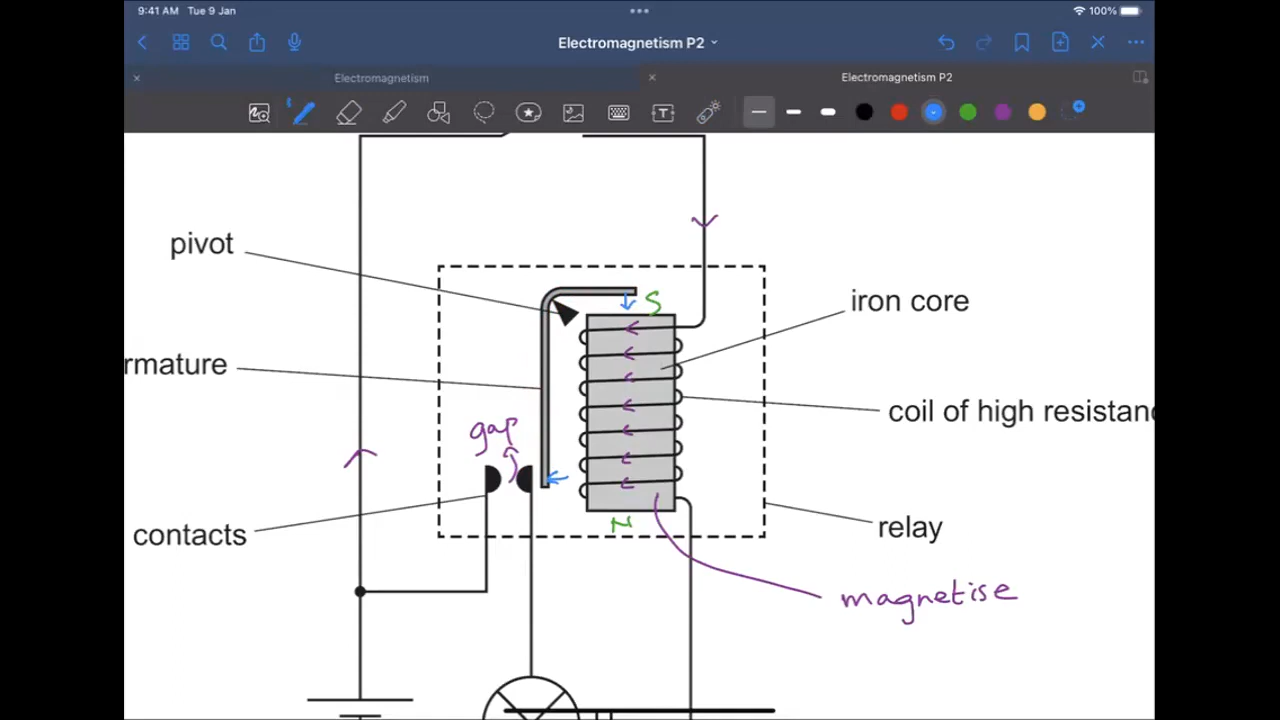 9:41 AM Tue 9 Jan
100%
Electromagnetism P2
Electromagnetism
Electromagnetism P2
T
pivot
S
iron core
rmature
coil of high resistanc
gap
contacts
N
relay
magnetise